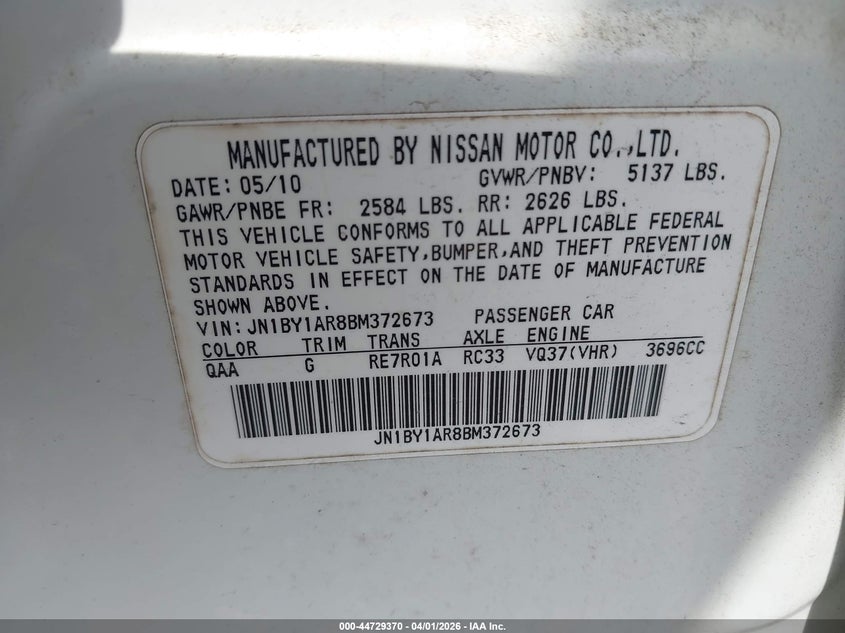 MANUFACTURED BY NISSAN MOTOR CO.,LTD.
DATE: 05/10 GVWR/PNBV: 5137 LBS.
GAWR/PNBE FR: 2584 LBS. RR: 2626 LBS.
THIS VEHICLE CONFORMS TO ALL APPLICABLE FEDERAL
MOTOR VEHICLE SAFETY,BUMPER,AND THEFT PREVENTION
STANDARDS IN EFFECT ON THE DATE OF MANUFACTURE
SHOWN ABOVE.
VIN: JN1BY1AR8BM372673 PASSENGER CAR
COLOR TRIM TRANS AXLE ENGINE
QAA G RE7R01A RC33 VQ37(VHR) 3696CC
JN1BY1AR8BM372673
000-44729370 - 04/01/2026 - IAA Inc.